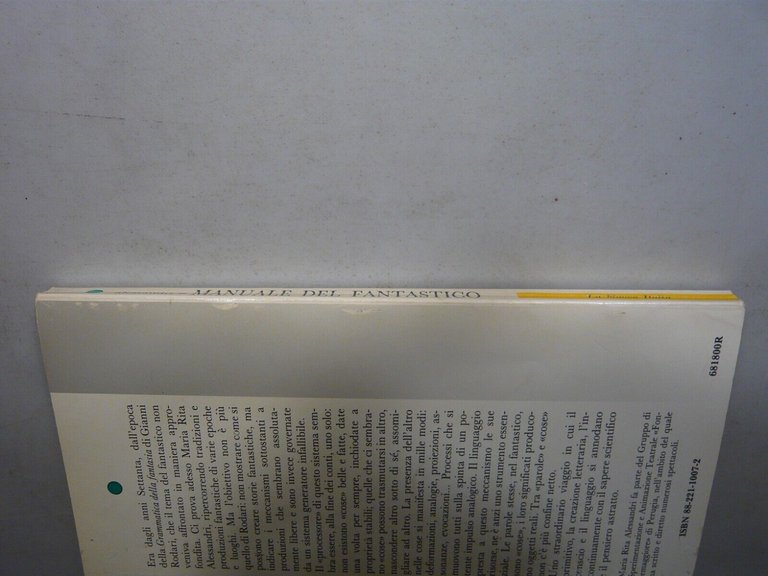 MANUALE DEL FANTASTICO
La Nuova Italia
681800R
Era dagli anni Settanta, dall'epoca
della Grammatica della fantasia di Gianni
Rodari, che il tema del fantastico non
veniva affrontato in maniera appro-
fondita. Ci prova adesso Maria Rita
Alessandri, ripercorrendo tradizioni e
produzioni fantastiche di varie epoche
e luoghi. Ma l'obiettivo non è più
quello di Rodari: non mostrare come si
possono creare storie fantastiche, ma
indicare i meccanismi sottostanti a
produzioni che sembrano assoluta-
mente libere e sono invece governate
da un sistema generatore infallibile.
Il «processore» di questo sistema sem-
bra essere, alla fine dei conti, uno solo:
non esistono «cose» belle e fatte, date
una volta per sempre, inchiodate a
proprietà stabili; quelle che ci sembra-
no «cose» possono trasmutarsi in altro,
nascondere altro sotto di sé, assomi-
gliare ad altro. La presenza dell'altro
nelle cose si manifesta in mille modi:
deformazioni, analogie, proiezioni, as-
sonanze, evocazioni... Processi che si
muovono tutti sulla spinta di un po-
tente impulso analogico. Il linguaggio
presta a questo meccanismo le sue
risorse, ne è anzi uno strumento essen-
ziale. Le parole stesse, nel fantastico,
sono «cose», i loro significati produco-
no oggetti reali. Tra «parole» e «cose»
non c'è più confine netto.
Uno straordinario viaggio in cui il
primitivo, la creazione letteraria, l'in-
conscio e il linguaggio si annodano
continuamente con il sapere scientifico
e il pensiero astratto.
Maria Rita Alessandri fa parte del Gruppo di
Sperimentazione e Animazione Teatrale «Fon-
temaggiore» di Perugia, nell'ambito del quale
ha scritto e diretto numerosi spettacoli.
ISBN 88-221-1007-2